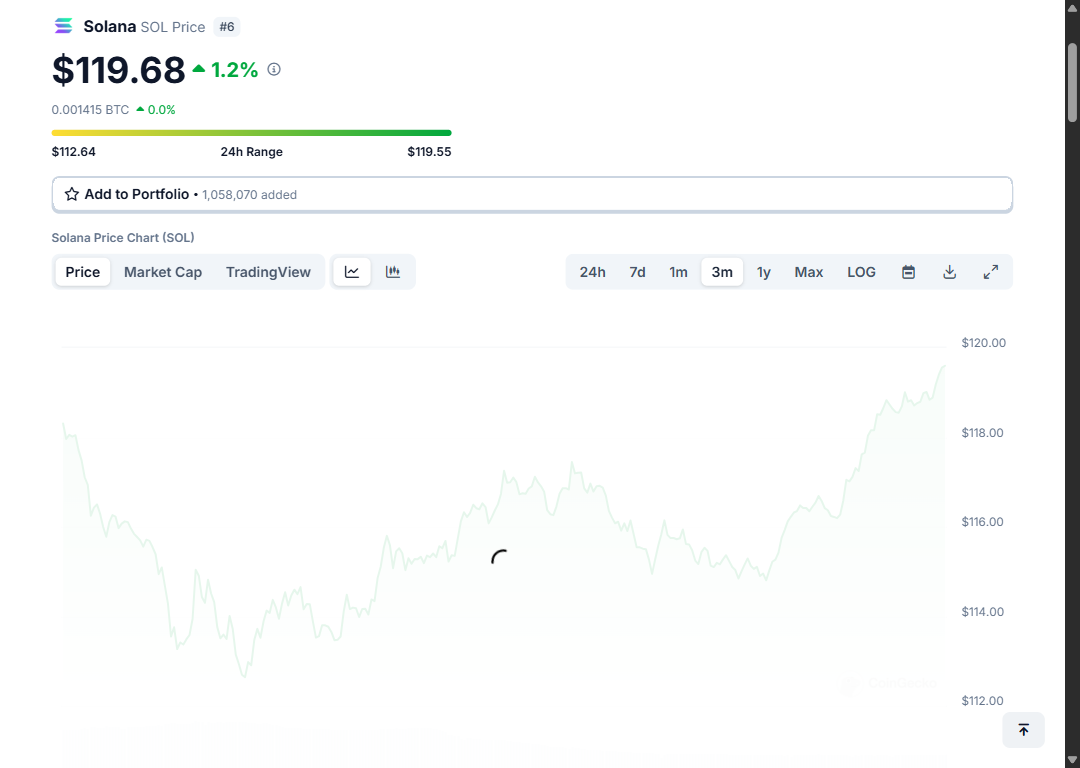 Solana SOL Price #6
$119.68 1.2%
0.001415 BTC 0.0%
$112.64 24h Range $119.55
Add to Portfolio • 1,058,070 added
Solana Price Chart (SOL)
Price Market Cap TradingView 24h 7d 1m 3m 1y Max LOG
$120.00
$118.00
$116.00
$114.00
CoinGecko
$112.00